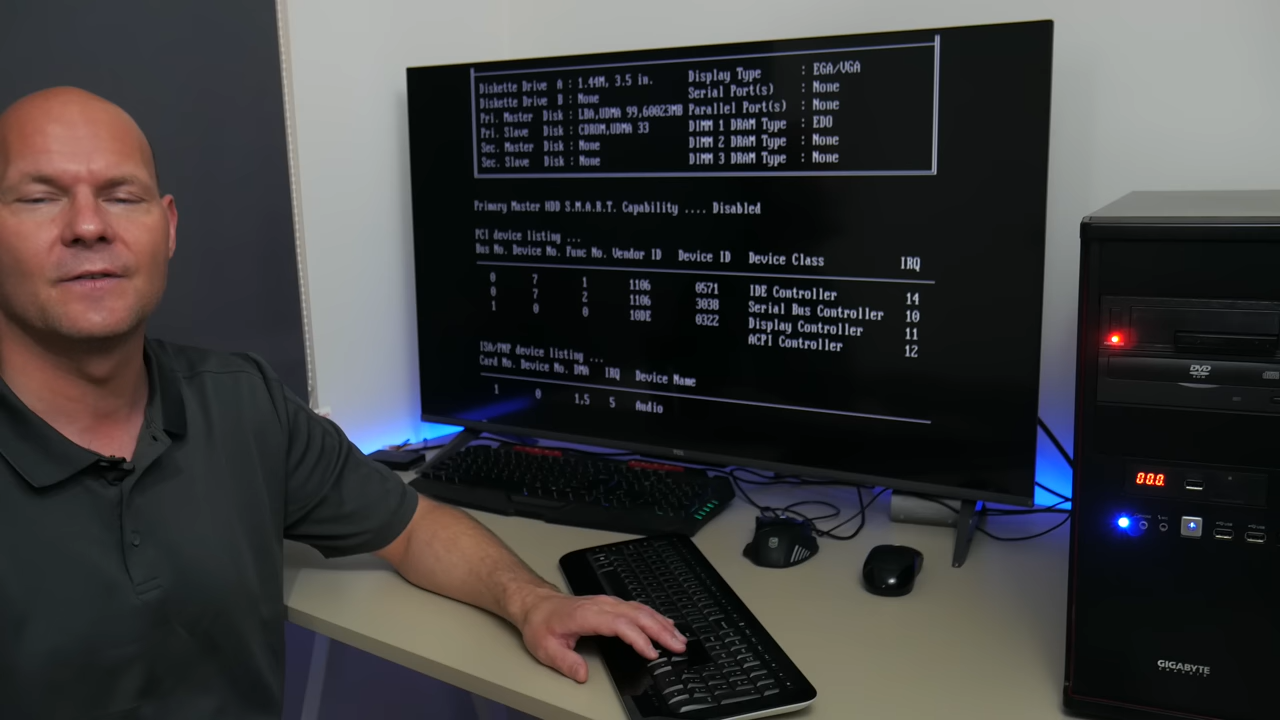 Diskette Drive A : 1.44M, 3.5 in. Display Type : EGA/VGA
Diskette Drive B : None Serial Port(s) : None
Pri. Master Disk : LBA,UDMA 99,60023MB Parallel Port(s) : None
Pri. Slave Disk : CDROM,UDMA 33 DIMM 1 DRAM Type : EDO
Sec. Master Disk : None DIMM 2 DRAM Type : None
Sec. Slave Disk : None DIMM 3 DRAM Type : None
Primary Master HDD S.M.A.R.T. Capability .... Disabled
PCI device listing ...
Bus No. Device No. Func No. Vendor ID Device ID Device Class IRQ
0 7 1 1106 0571 IDE Controller 14
0 7 2 1106 3038 Serial Bus Controller 10
1 0 0 10DE 0322 Display Controller 11
ACPI Controller 12
ISA/PNP device listing ...
Card No. Device No. DMA IRQ Device Name
1 0 1,5 5 Audio
TCL
DVD
000.
GIGABYTE